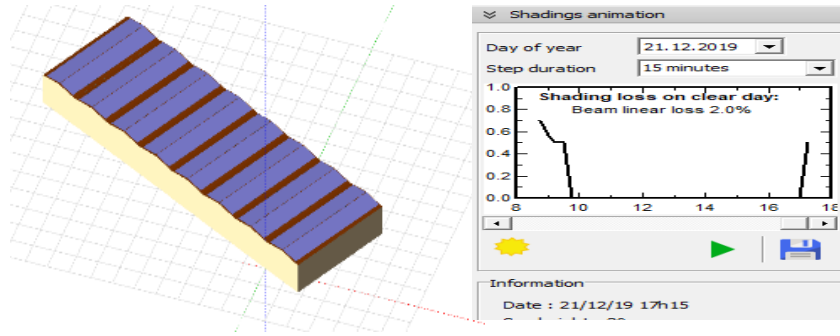 Shadings animation
Day of year 21.12.2019
Step duration 15 minutes
Shading loss on clear day:
Beam linear loss 2.0%
1.0
0.8
0.6
0.4
0.2
0.0
8 10 12 14 16 18
Information
Date : 21/12/19 17h15